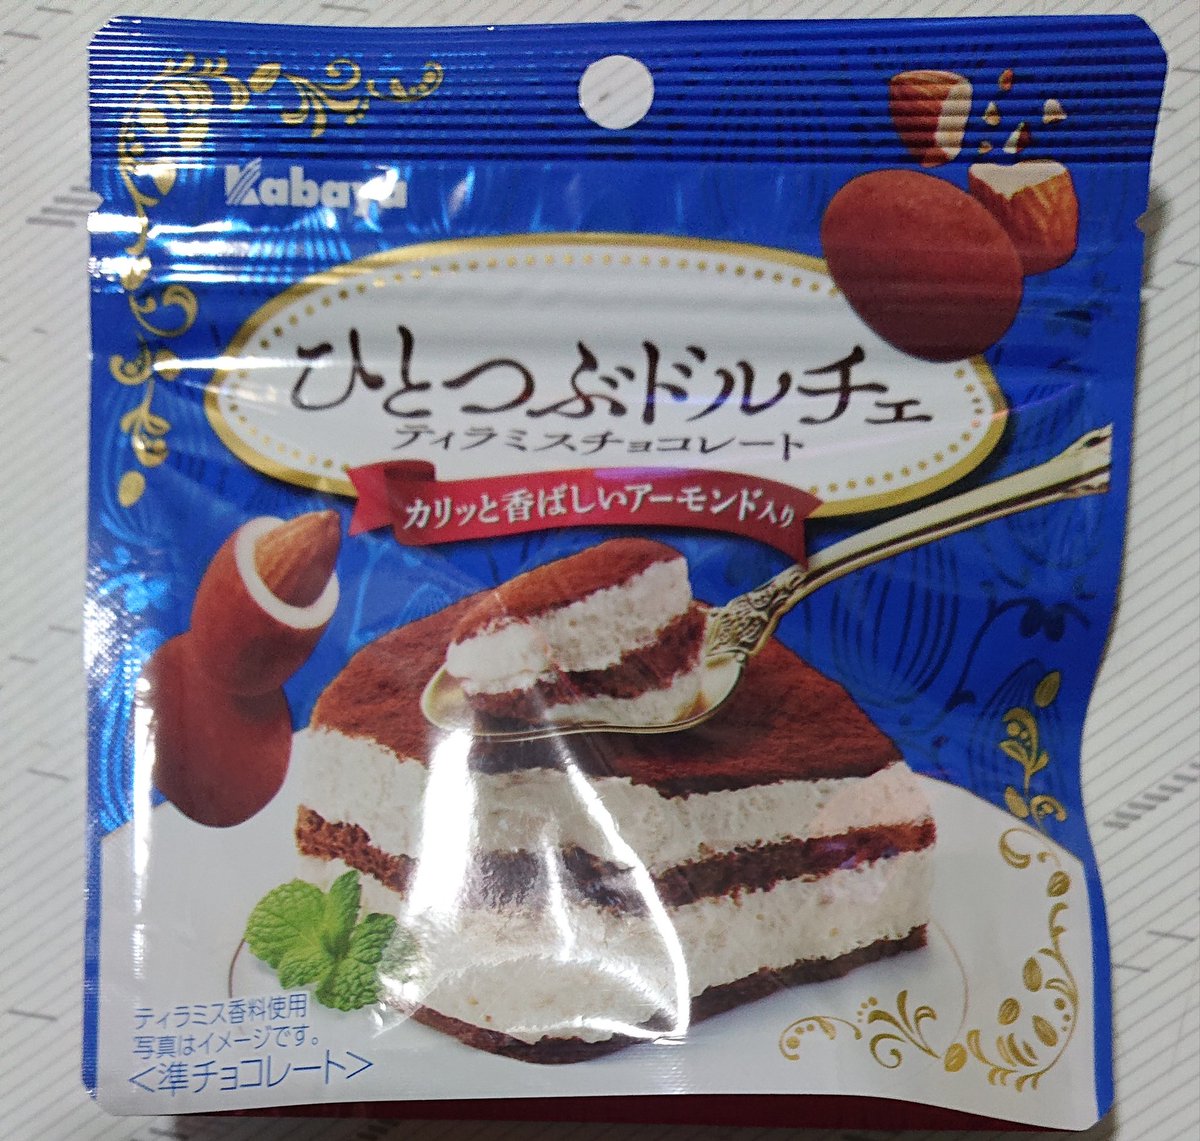 Kabaya
ひとつぶドルチェ
ティラミスチョコレート
カリッと香ばしいアーモンド入り
ティラミス香料使用
写真はイメージです。
<準チョコレート>